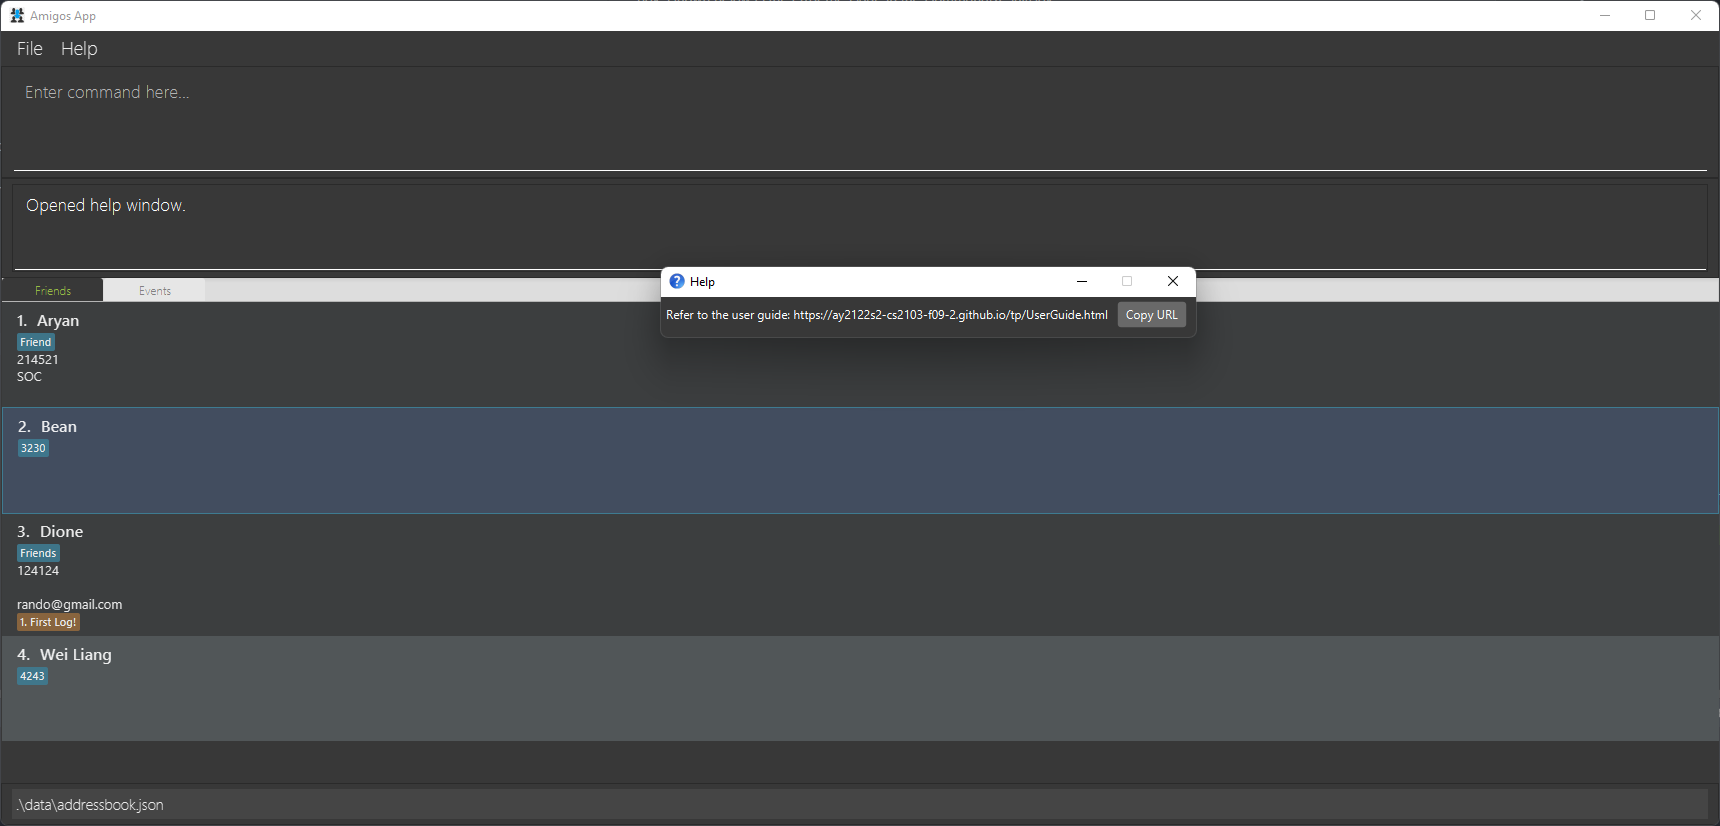 Amigos App
File Help
Enter command here...
Opened help window.
Help
Refer to the user guide: https://ay2122s2-cs2103-f09-2.github.io/tp/UserGuide.html Copy URL
Friends Events
1. Aryan
Friend
214521
SOC
2. Bean
3230
3. Dione
Friends
124124
rando@gmail.com
1. First Log!
4. Wei Liang
4243
.\data\addressbook.json